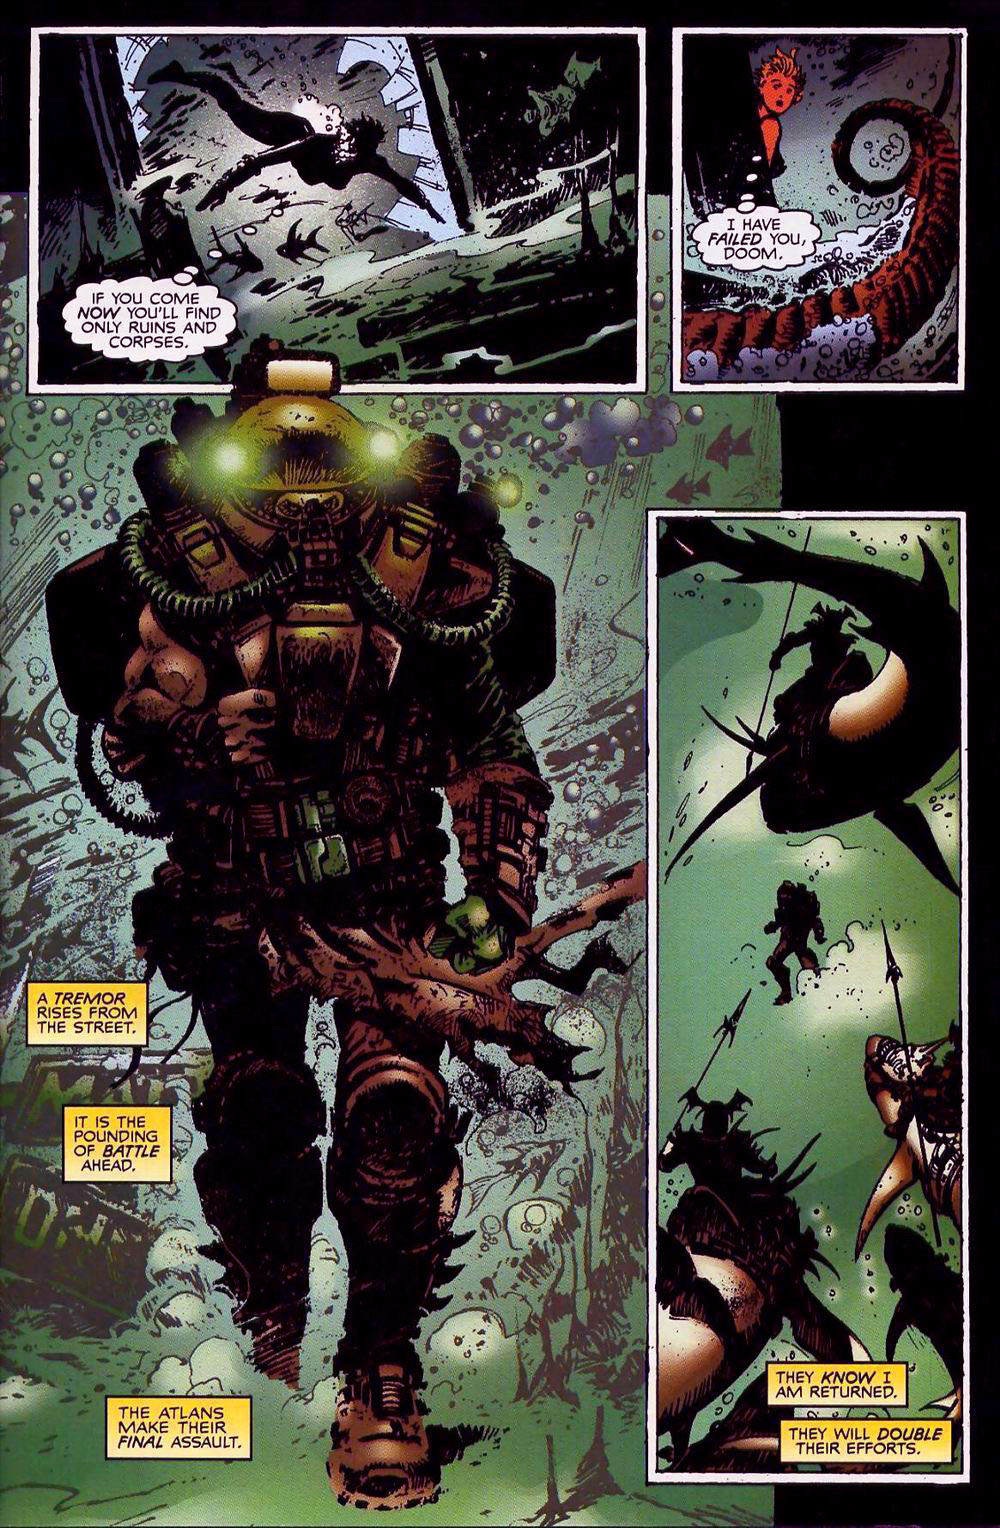 IF YOU COME
NOW YOU'LL FIND
ONLY RUINS AND
CORPSES.
I HAVE
FAILED YOU,
DOOM.
A TREMOR
RISES FROM
THE STREET.
IT IS THE
POUNDING
OF BATTLE
AHEAD.
THE ATLANS
MAKE THEIR
FINAL ASSAULT.
THEY KNOW I
AM RETURNED.
THEY WILL DOUBLE
THEIR EFFORTS.